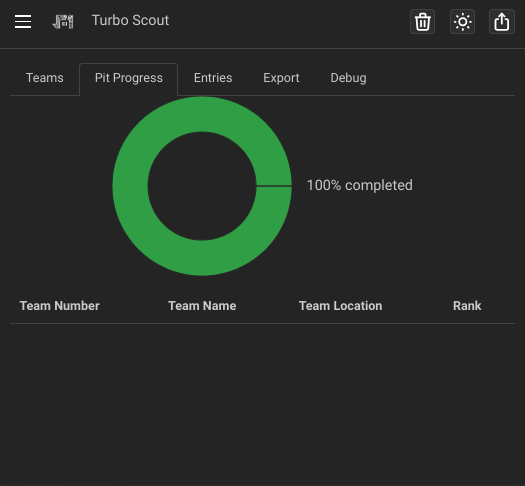 Turbo Scout
Teams Pit Progress Entries Export Debug
100% completed
Team Number Team Name Team Location Rank